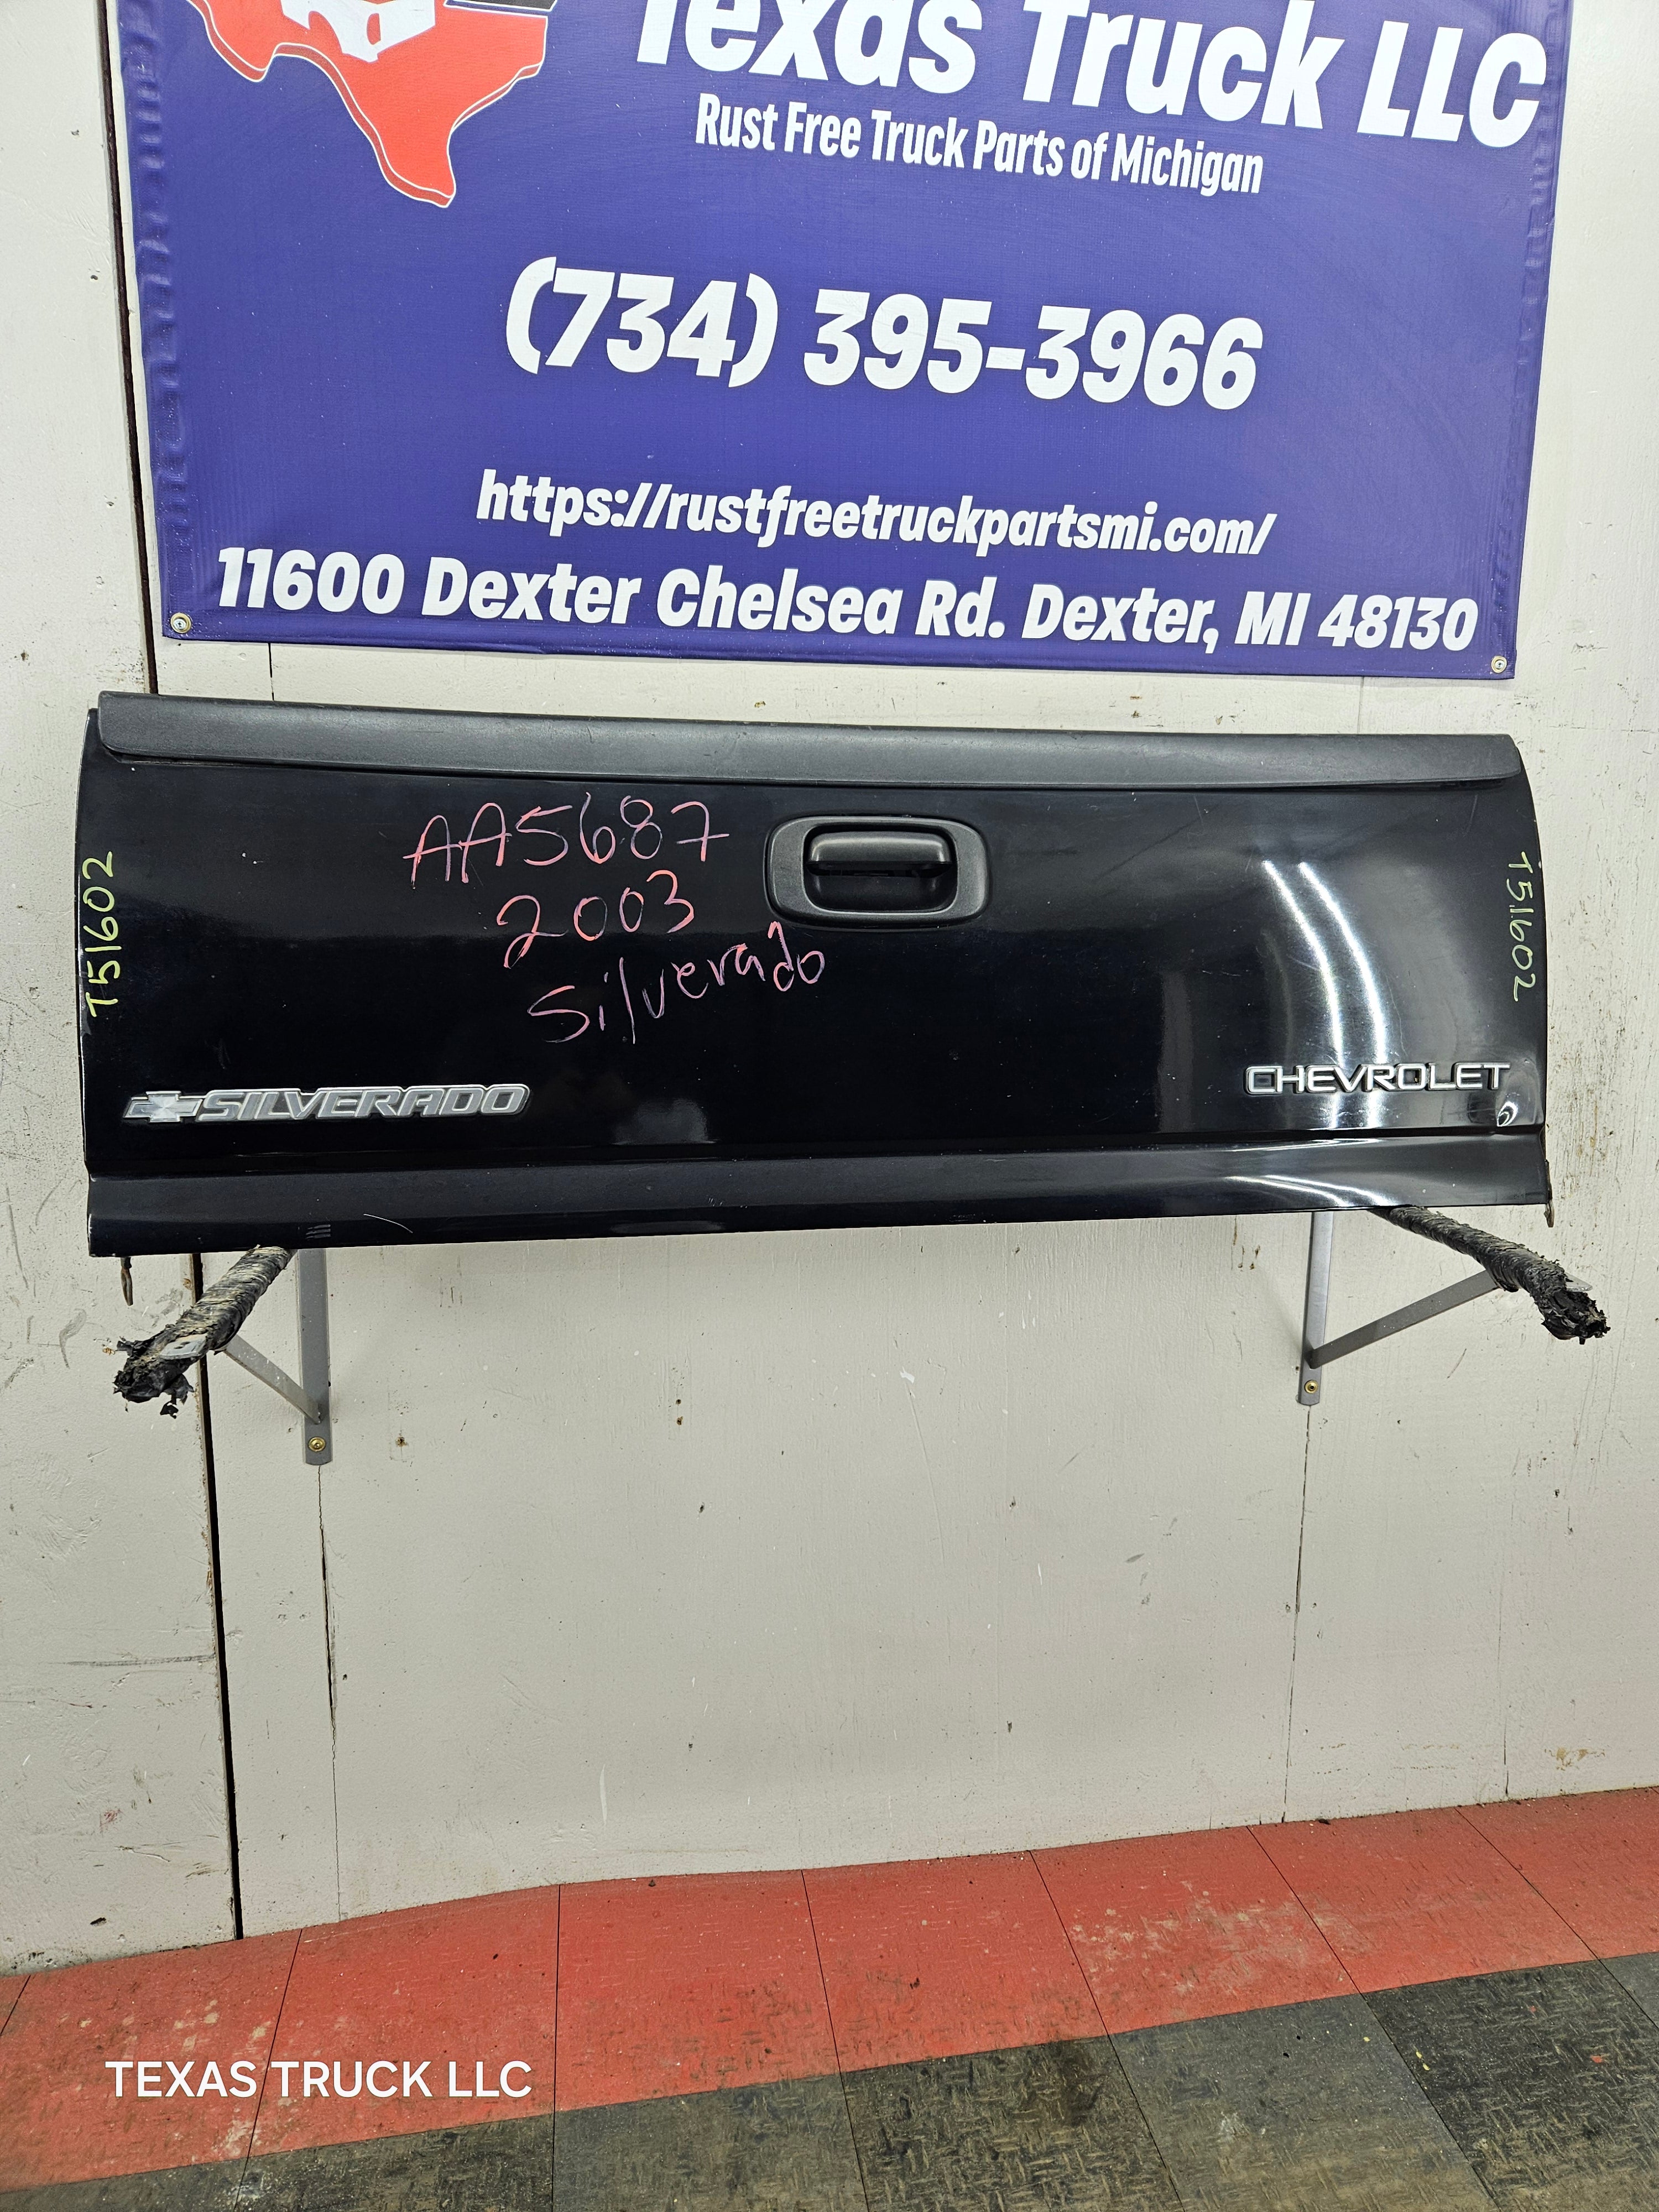 Texas Truck LLC
Rust Free Truck Parts of Michigan
(734) 395-3966
https://rustfreetruckpartsmi.com/
11600 Dexter Chelsea Rd. Dexter, MI 48130
AA5687
2003
Silverado
T51602
T51602
SILVERADO
CHEVROLET
TEXAS TRUCK LLC